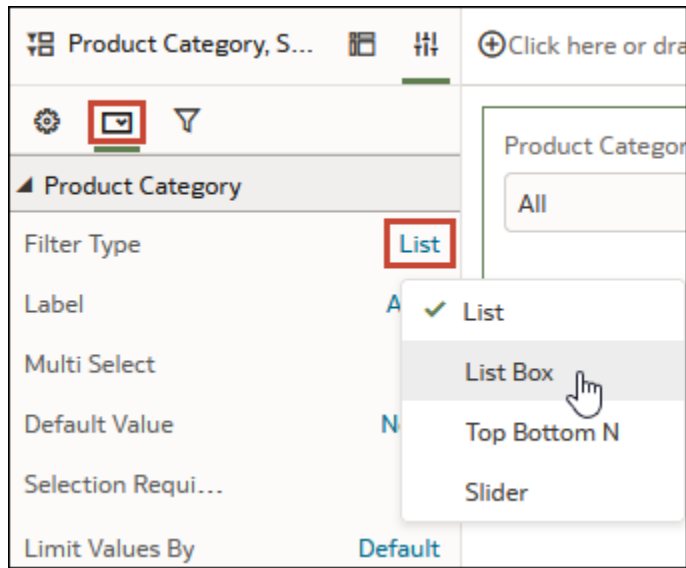 Product Category, S...
Click here or dra
Product Categor
All
Product Category
Filter Type List
Label A
Multi Select
Default Value N
Selection Requi...
Limit Values By Default
List
List Box
Top Bottom N
Slider